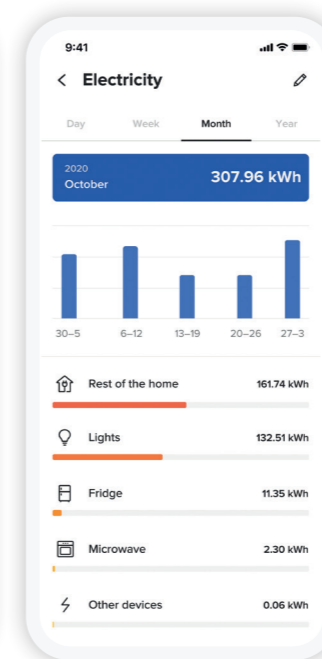 9:41
Electricity
Day Week Month Year
2020
October
307.96 kWh
30–5 6–12 13–19 20–26 27–3
Rest of the home 161.74 kWh
Lights 132.51 kWh
Fridge 11.35 kWh
Microwave 2.30 kWh
Other devices 0.06 kWh